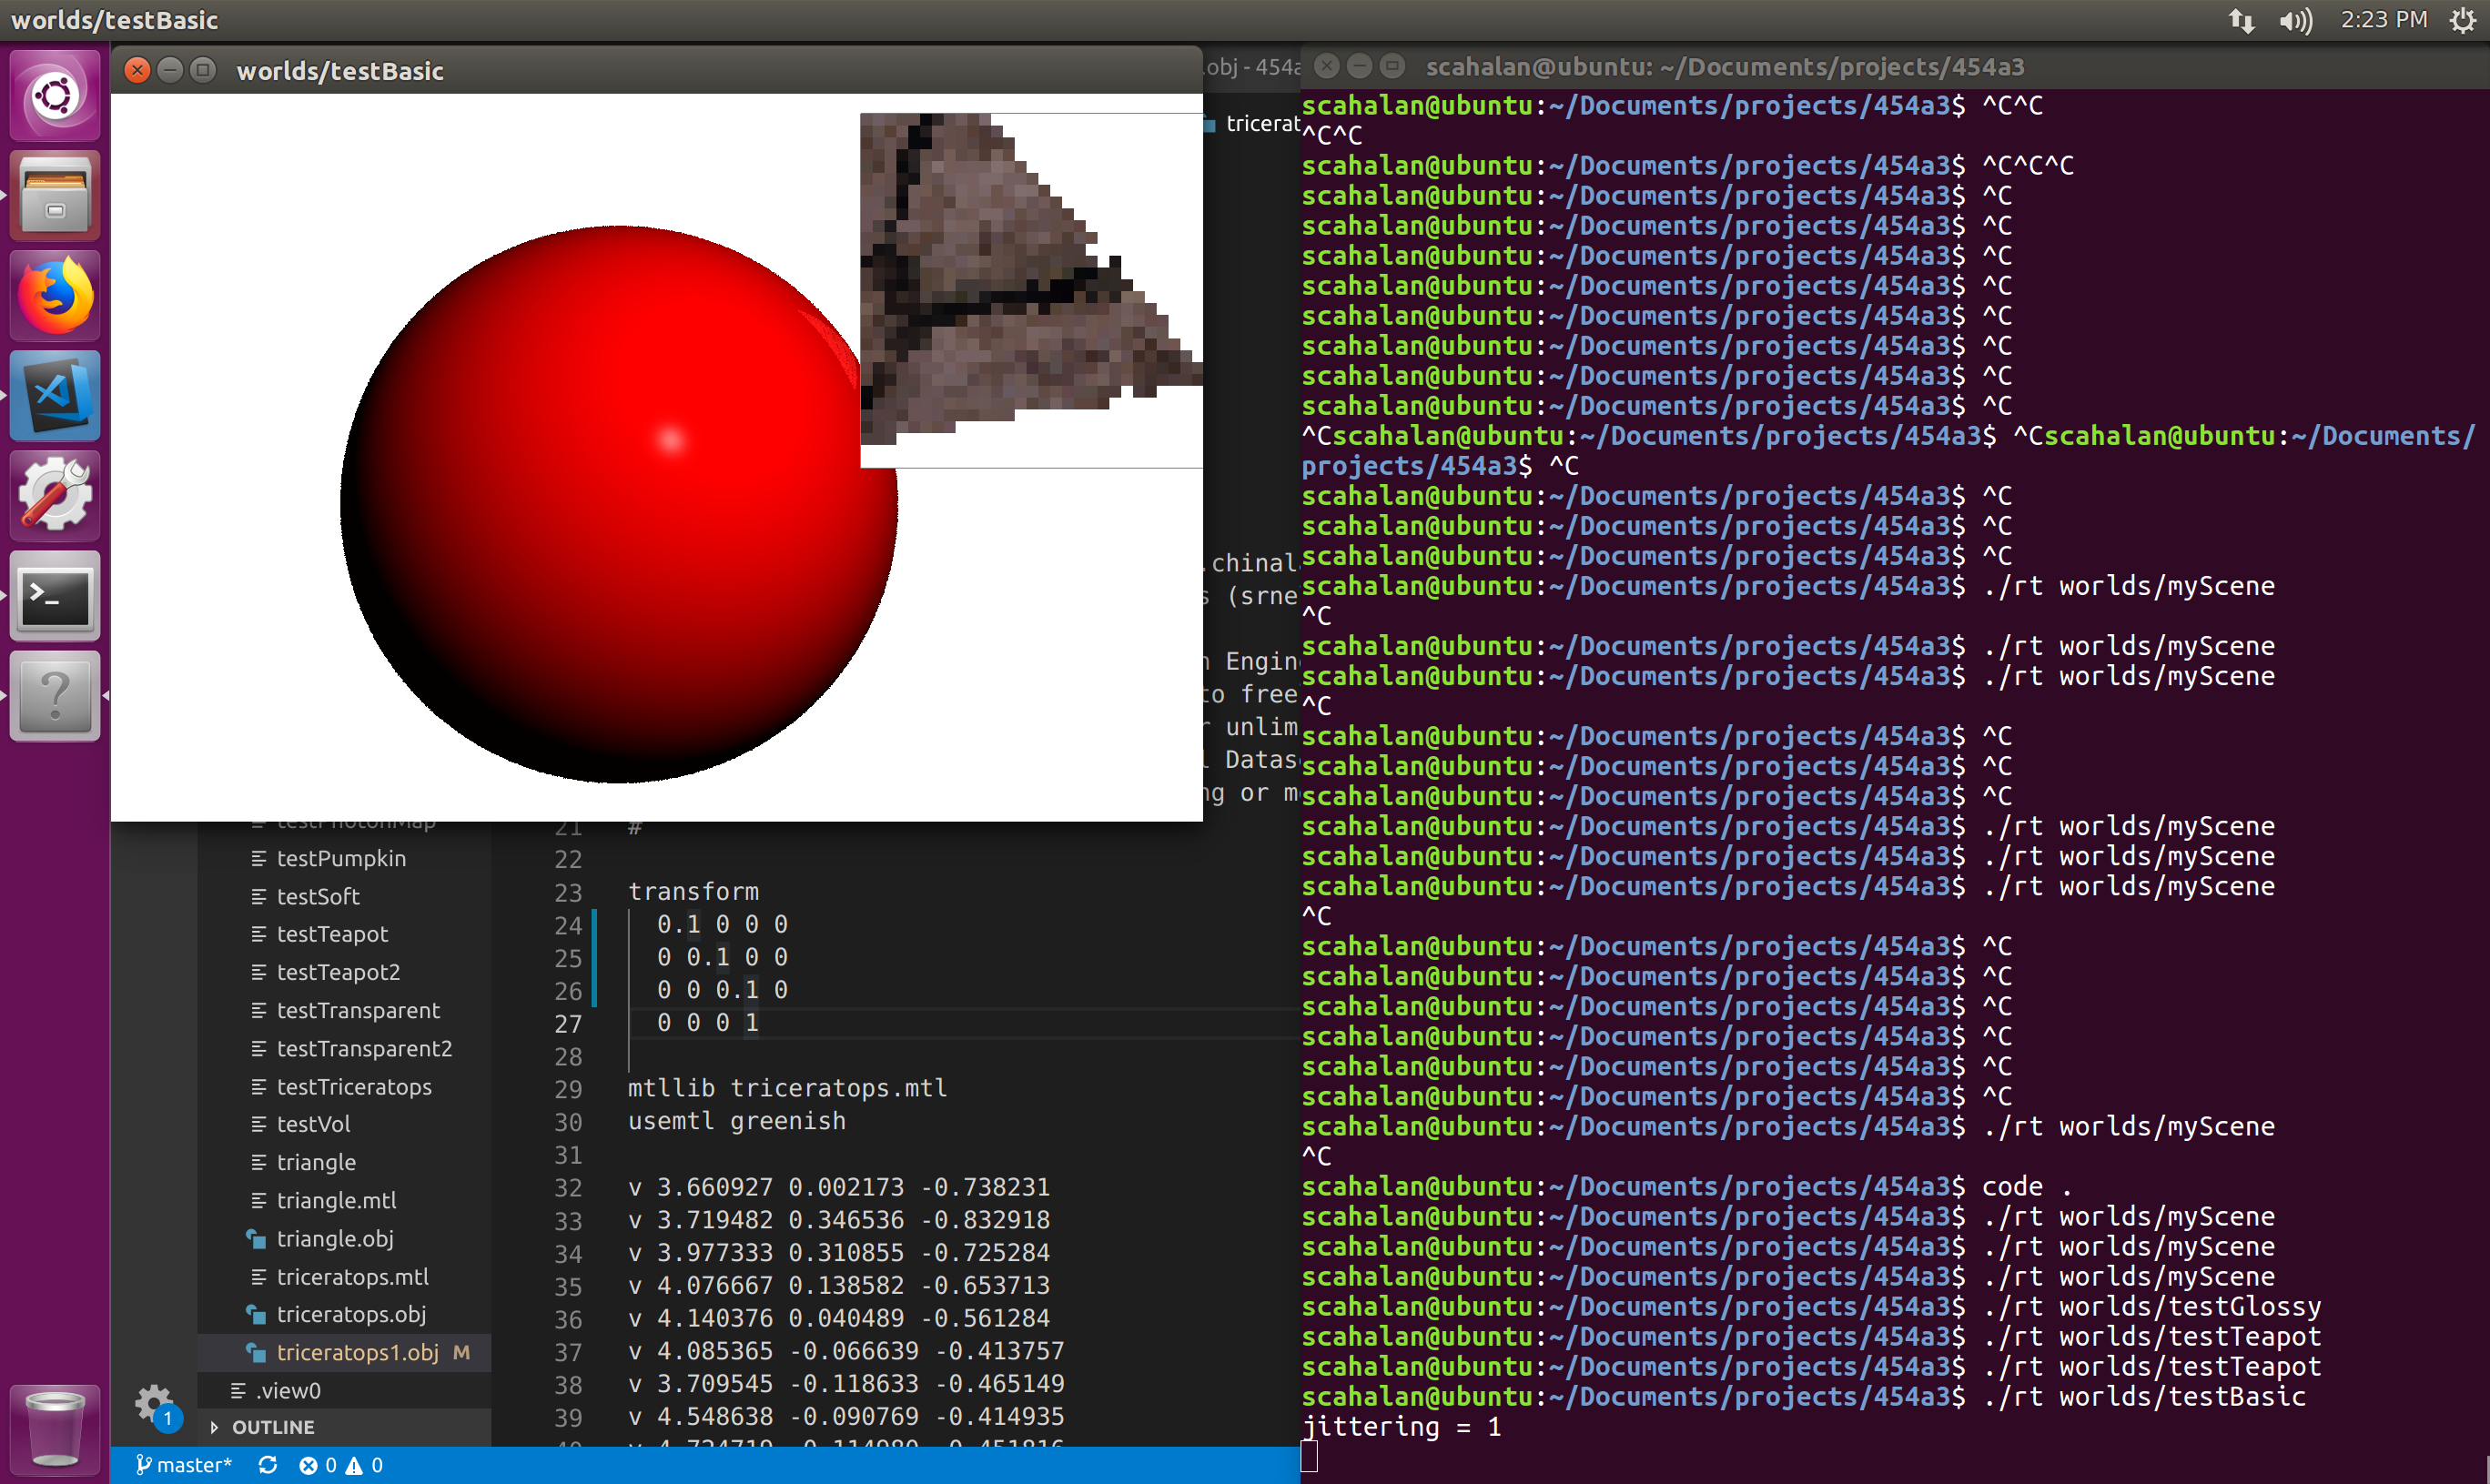 worlds/testBasic
2:23 PM
worlds/testBasic
.obj - 454a
tricerat
.chinal
s (srne
n Engin
to free
r unlim
l Datas
ng or m
testPhotonMap
testPumpkin
testSoft
testTeapot
testTeapot2
testTransparent
testTransparent2
testTriceratops
testVol
triangle
triangle.mtl
triangle.obj
triceratops.mtl
triceratops.obj
triceratops1.obj M
.view0
OUTLINE
1
master* 0 0
21 #
22
23 transform
24 0.1 0 0 0
25 0 0.1 0 0
26 0 0 0.1 0
27 0 0 0 1
28
29 mtllib triceratops.mtl
30 usemtl greenish
31
32 v 3.660927 0.002173 -0.738231
33 v 3.719482 0.346536 -0.832918
34 v 3.977333 0.310855 -0.725284
35 v 4.076667 0.138582 -0.653713
36 v 4.140376 0.040489 -0.561284
37 v 4.085365 -0.066639 -0.413757
38 v 3.709545 -0.118633 -0.465149
39 v 4.548638 -0.090769 -0.414935
40 v 4.724719 -0.114980 -0.451816
scahalan@ubuntu: ~/Documents/projects/454a3
scahalan@ubuntu:~/Documents/projects/454a3$ ^C^C
^C^C
scahalan@ubuntu:~/Documents/projects/454a3$ ^C^C^C
scahalan@ubuntu:~/Documents/projects/454a3$ ^C
scahalan@ubuntu:~/Documents/projects/454a3$ ^C
scahalan@ubuntu:~/Documents/projects/454a3$ ^C
scahalan@ubuntu:~/Documents/projects/454a3$ ^C
scahalan@ubuntu:~/Documents/projects/454a3$ ^C
scahalan@ubuntu:~/Documents/projects/454a3$ ^C
scahalan@ubuntu:~/Documents/projects/454a3$ ^C
scahalan@ubuntu:~/Documents/projects/454a3$ ^C
^Cscahalan@ubuntu:~/Documents/projects/454a3$ ^Cscahalan@ubuntu:~/Documents/
projects/454a3$ ^C
scahalan@ubuntu:~/Documents/projects/454a3$ ^C
scahalan@ubuntu:~/Documents/projects/454a3$ ^C
scahalan@ubuntu:~/Documents/projects/454a3$ ^C
scahalan@ubuntu:~/Documents/projects/454a3$ ./rt worlds/myScene
^C
scahalan@ubuntu:~/Documents/projects/454a3$ ./rt worlds/myScene
scahalan@ubuntu:~/Documents/projects/454a3$ ./rt worlds/myScene
^C
scahalan@ubuntu:~/Documents/projects/454a3$ ^C
scahalan@ubuntu:~/Documents/projects/454a3$ ^C
scahalan@ubuntu:~/Documents/projects/454a3$ ^C
scahalan@ubuntu:~/Documents/projects/454a3$ ./rt worlds/myScene
scahalan@ubuntu:~/Documents/projects/454a3$ ./rt worlds/myScene
scahalan@ubuntu:~/Documents/projects/454a3$ ./rt worlds/myScene
^C
scahalan@ubuntu:~/Documents/projects/454a3$ ^C
scahalan@ubuntu:~/Documents/projects/454a3$ ^C
scahalan@ubuntu:~/Documents/projects/454a3$ ^C
scahalan@ubuntu:~/Documents/projects/454a3$ ^C
scahalan@ubuntu:~/Documents/projects/454a3$ ^C
scahalan@ubuntu:~/Documents/projects/454a3$ ^C
scahalan@ubuntu:~/Documents/projects/454a3$ ./rt worlds/myScene
^C
scahalan@ubuntu:~/Documents/projects/454a3$ code .
scahalan@ubuntu:~/Documents/projects/454a3$ ./rt worlds/myScene
scahalan@ubuntu:~/Documents/projects/454a3$ ./rt worlds/myScene
scahalan@ubuntu:~/Documents/projects/454a3$ ./rt worlds/myScene
scahalan@ubuntu:~/Documents/projects/454a3$ ./rt worlds/testGlossy
scahalan@ubuntu:~/Documents/projects/454a3$ ./rt worlds/testTeapot
scahalan@ubuntu:~/Documents/projects/454a3$ ./rt worlds/testTeapot
scahalan@ubuntu:~/Documents/projects/454a3$ ./rt worlds/testBasic
jittering = 1